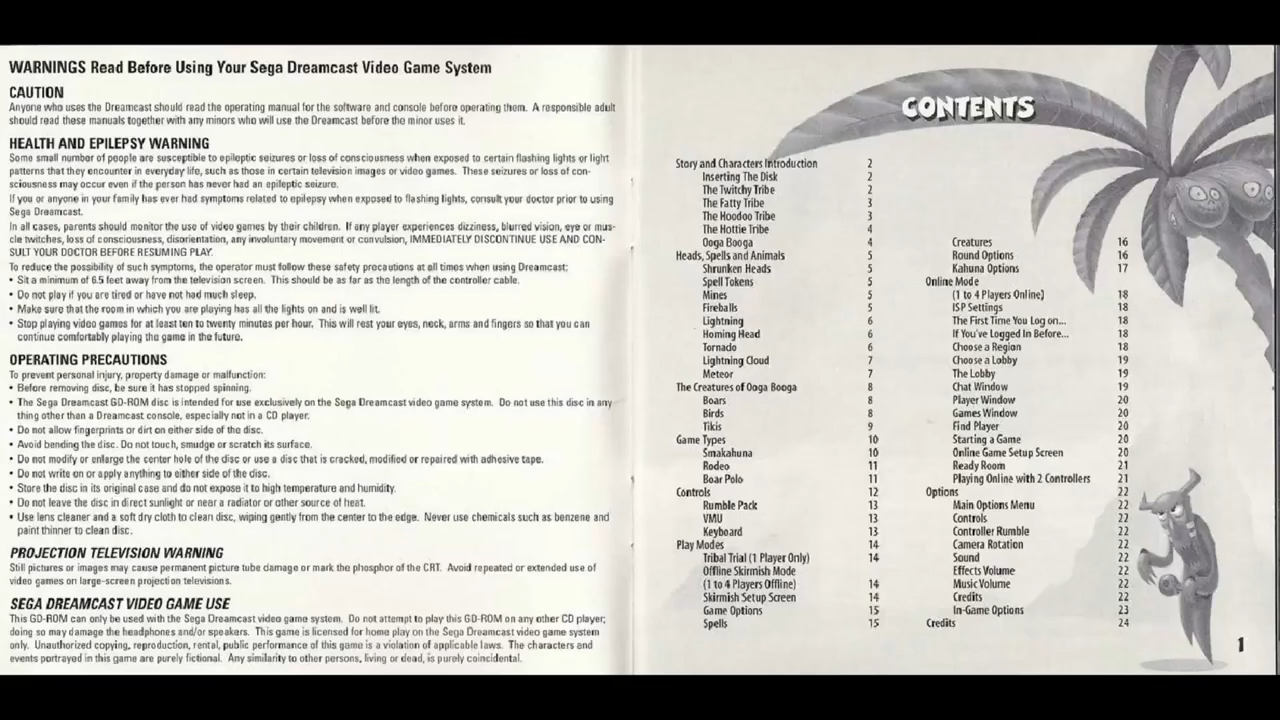 WARNINGS Read Before Using Your Sega Dreamcast Video Game System
CAUTION
Anyone who uses the Dreamcast should read the operating manual for the software and console before operating them. A responsible adult
should read these manuals together with any minors who will use the Dreamcast before the minor uses it.
HEALTH AND EPILEPSY WARNING
Some small number of people are susceptible to epileptic seizures or loss of consciousness when exposed to certain flashing lights or light
patterns that they encounter in everyday life, such as those in certain television images or video games. These seizures or loss of con-
sciousness may occur even if the person has never had an epileptic seizure.
If you or anyone in your family has ever had symptoms related to epilepsy when exposed to flashing lights, consult your doctor prior to using
Sega Dreamcast.
In all cases, parents should monitor the use of video games by their children. If any player experiences dizziness, blurred vision, eye or mus-
cle twitches, loss of consciousness, disorientation, any involuntary movement or convulsion, IMMEDIATELY DISCONTINUE USE AND CON-
SULT YOUR DOCTOR BEFORE RESUMING PLAY.
To reduce the possibility of such symptoms, the operator must follow these safety precautions at all times when using Dreamcast:
• Sit a minimum of 6.5 feet away from the television screen. This should be as far as the length of the controller cable.
• Do not play if you are tired or have not had much sleep.
• Make sure that the room in which you are playing has all the lights on and is well lit.
• Stop playing video games for at least ten to twenty minutes per hour. This will rest your eyes, neck, arms and fingers so that you can
continue comfortably playing the game in the future.
OPERATING PRECAUTIONS
To prevent personal injury, property damage or malfunction:
• Before removing disc, be sure it has stopped spinning.
• The Sega Dreamcast GD-ROM disc is intended for use exclusively on the Sega Dreamcast video game system. Do not use this disc in any
thing other than a Dreamcast console, especially not in a CD player.
• Do not allow fingerprints or dirt on either side of the disc.
• Avoid bending the disc. Do not touch, smudge or scratch its surface.
• Do not modify or enlarge the center hole of the disc or use a disc that is cracked, modified or repaired with adhesive tape.
• Do not write on or apply anything to either side of the disc.
• Store the disc in its original case and do not expose it to high temperature and humidity.
• Do not leave the disc in direct sunlight or near a radiator or other source of heat.
• Use lens cleaner and a soft dry cloth to clean disc, wiping gently from the center to the edge. Never use chemicals such as benzene and
paint thinner to clean disc.
PROJECTION TELEVISION WARNING
Still pictures or images may cause permanent picture tube damage or mark the phosphor of the CRT. Avoid repeated or extended use of
video games on large-screen projection televisions.
SEGA DREAMCAST VIDEO GAME USE
This GD-ROM can only be used with the Sega Dreamcast video game system. Do not attempt to play this GD-ROM on any other CD player;
doing so may damage the headphones and/or speakers. This game is licensed for home play on the Sega Dreamcast video game system
only. Unauthorized copying, reproduction, rental, public performance of this game is a violation of applicable laws. The characters and
events portrayed in this game are purely fictional. Any similarity to other persons, living or dead, is purely coincidental.
CONTENTS
Story and Characters Introduction 2
Inserting The Disk 2
The Twitchy Tribe 2
The Fatty Tribe 3
The Hoodoo Tribe 3
The Hottie Tribe 4
Ooga Booga 4
Heads, Spells and Animals 5
Shrunken Heads 5
Spell Tokens 5
Mines 5
Fireballs 5
Lightning 6
Homing Head 6
Tornado 6
Lightning Cloud 7
Meteor 7
The Creatures of Ooga Booga 8
Boars 8
Birds 8
Tikis 9
Game Types 10
Smakahuna 10
Rodeo 11
Boar Polo 11
Controls 12
Rumble Pack 13
VMU 13
Keyboard 13
Play Modes 14
Tribal Trial (1 Player Only) 14
Offline Skirmish Mode
(1 to 4 Players Offline) 14
Skirmish Setup Screen 14
Game Options 15
Spells 15
Creatures 16
Round Options 16
Kahuna Options 17
Online Mode
(1 to 4 Players Online) 18
ISP Settings 18
The First Time You Log on... 18
If You've Logged In Before... 18
Choose a Region 18
Choose a Lobby 19
The Lobby 19
Chat Window 19
Player Window 20
Games Window 20
Find Player 20
Starting a Game 20
Online Game Setup Screen 20
Ready Room 21
Playing Online with 2 Controllers 21
Options 22
Main Options Menu 22
Controls 22
Controller Rumble 22
Camera Rotation 22
Sound 22
Effects Volume 22
Music Volume 22
Credits 22
In-Game Options 23
Credits 24
1